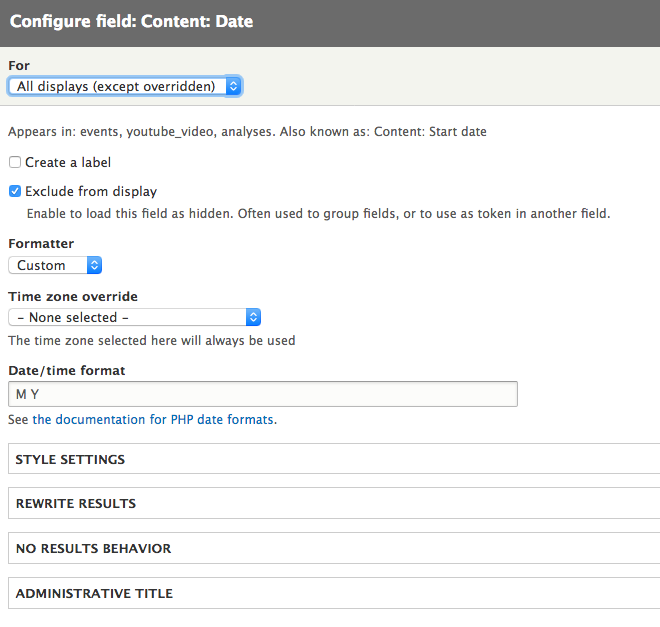 Configure field: Content: Date
For
All displays (except overridden)
Appears in: events, youtube_video, analyses. Also known as: Content: Start date
Create a label
Exclude from display
Enable to load this field as hidden. Often used to group fields, or to use as token in another field.
Formatter
Custom
Time zone override
- None selected -
The time zone selected here will always be used
Date/time format
M Y
See the documentation for PHP date formats.
STYLE SETTINGS
REWRITE RESULTS
NO RESULTS BEHAVIOR
ADMINISTRATIVE TITLE